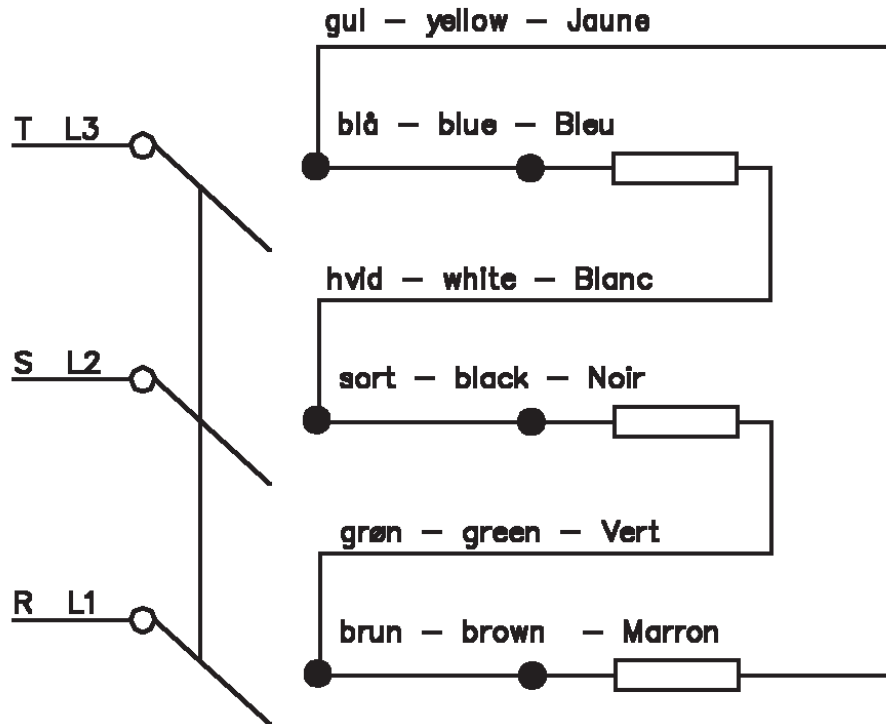 gul – yellow – Jaune
T L3
blå – blue – Bleu
hvid – white – Blanc
S L2
sort – black – Noir
grøn – green – Vert
R L1
brun – brown – Marron